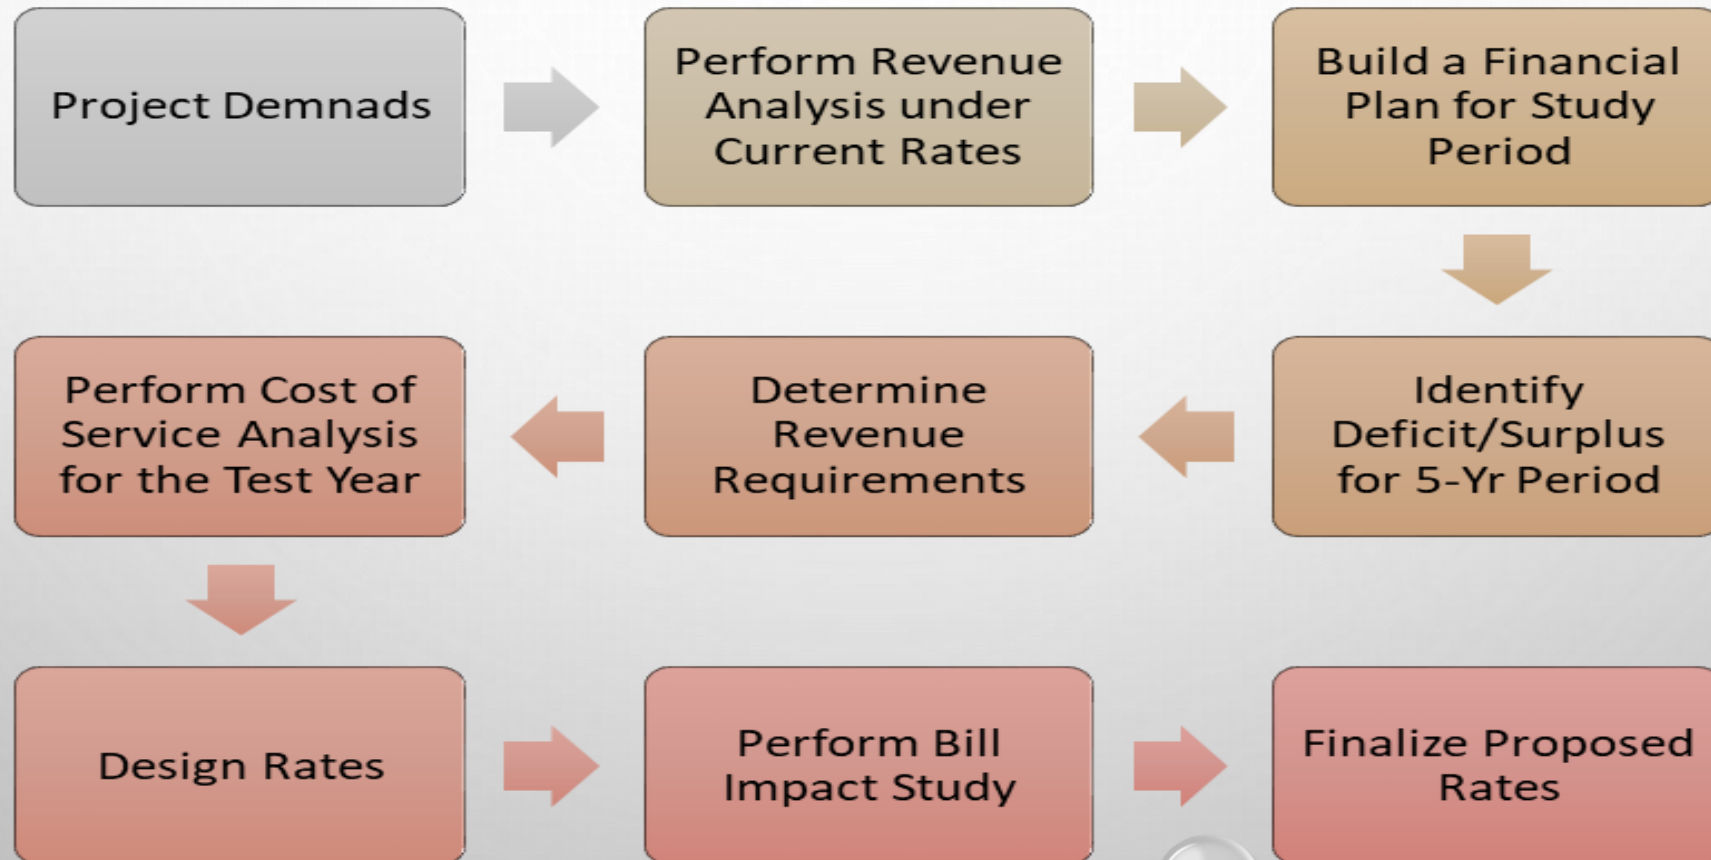 Project Demnads
Perform Revenue
Analysis under
Current Rates
Build a Financial
Plan for Study
Period
Identify
Deficit/Surplus
for 5-Yr Period
Determine
Revenue
Requirements
Perform Cost of
Service Analysis
for the Test Year
Design Rates
Perform Bill
Impact Study
Finalize Proposed
Rates